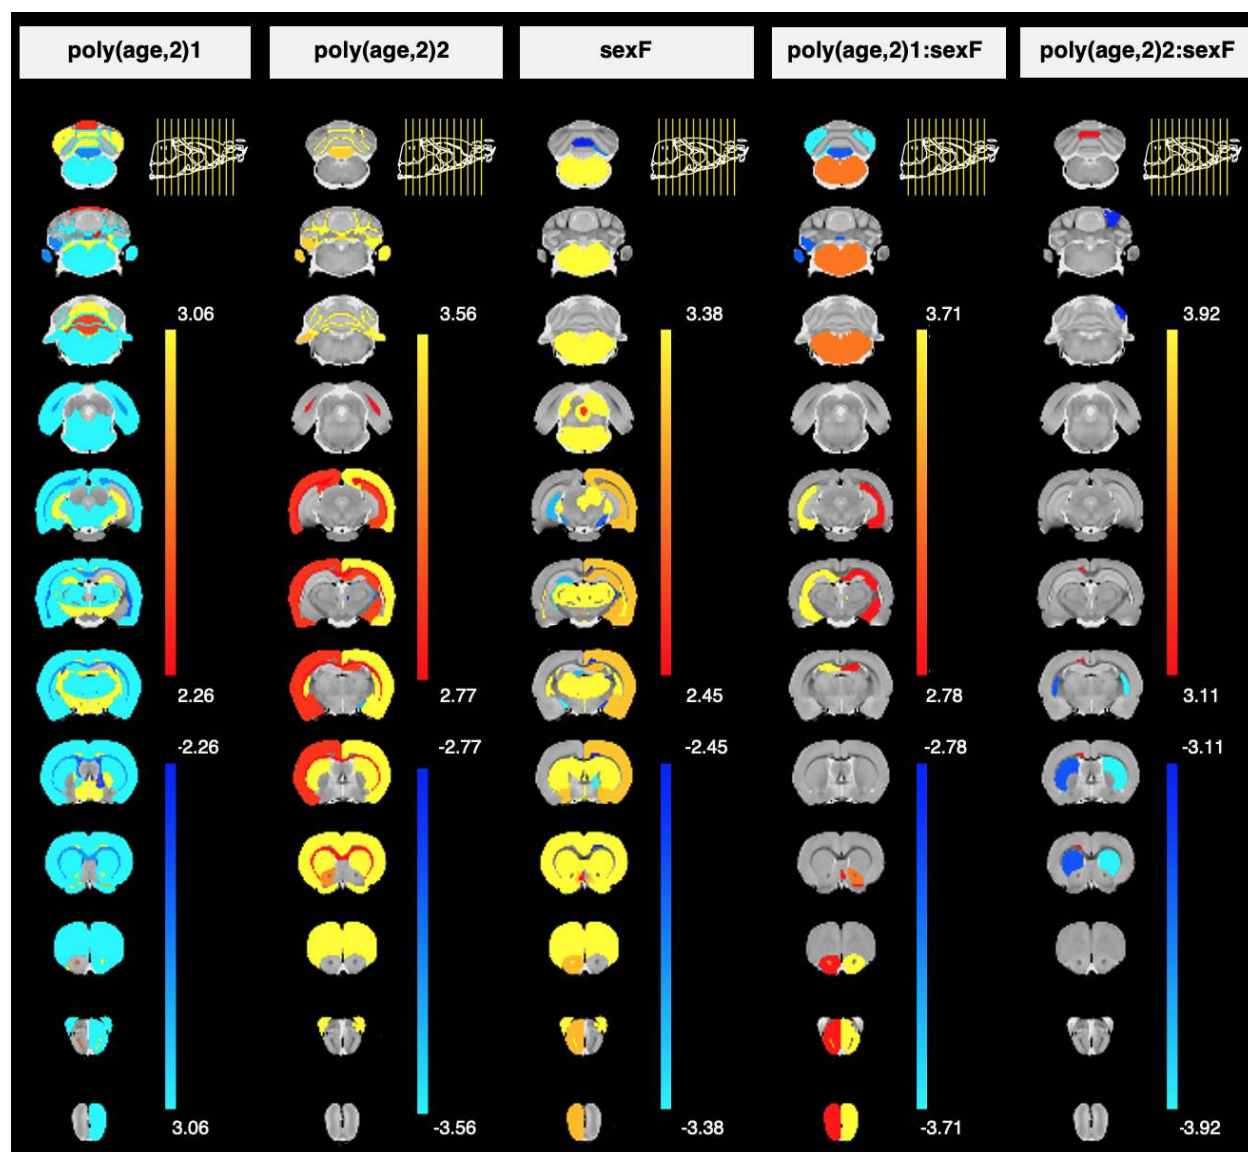 poly(age,2)1 poly(age,2)2 sexF poly(age,2)1:sexF poly(age,2)2:sexF
3.06 3.56 3.38 3.71 3.92
2.26 2.77 2.45 2.78 3.11
-2.26 -2.77 -2.45 -2.78 -3.11
3.06 -3.56 -3.38 -3.71 -3.92